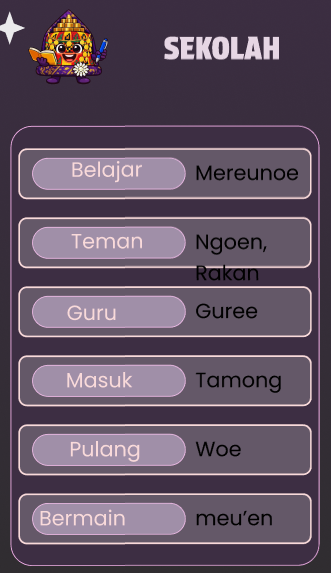 SEKOLAH
Belajar Mereunoe
Teman Ngoen,
Rakan
Guru Guree
Masuk Tamong
Pulang Woe
Bermain meu'en